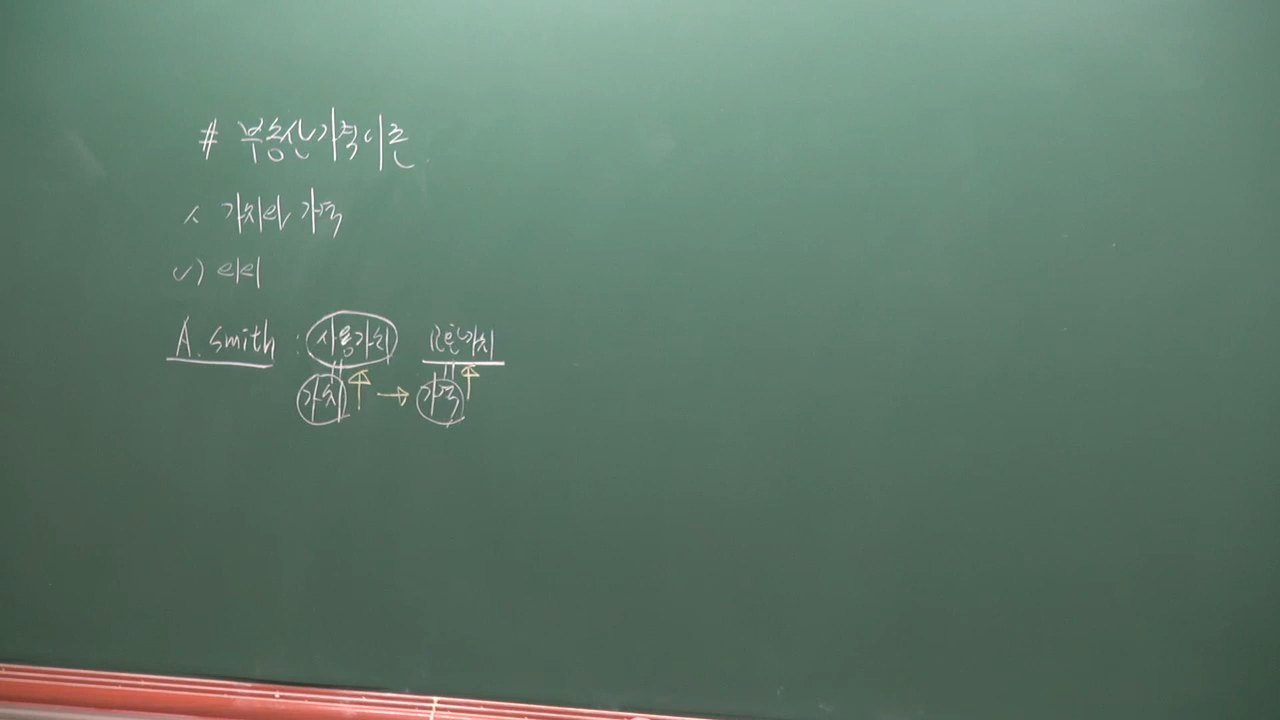 # 부동산가격이론
1. 가치와 가격
1) 의의
A. smith : 사용가치 교환가치
가치 ↑ → 가격 ↑